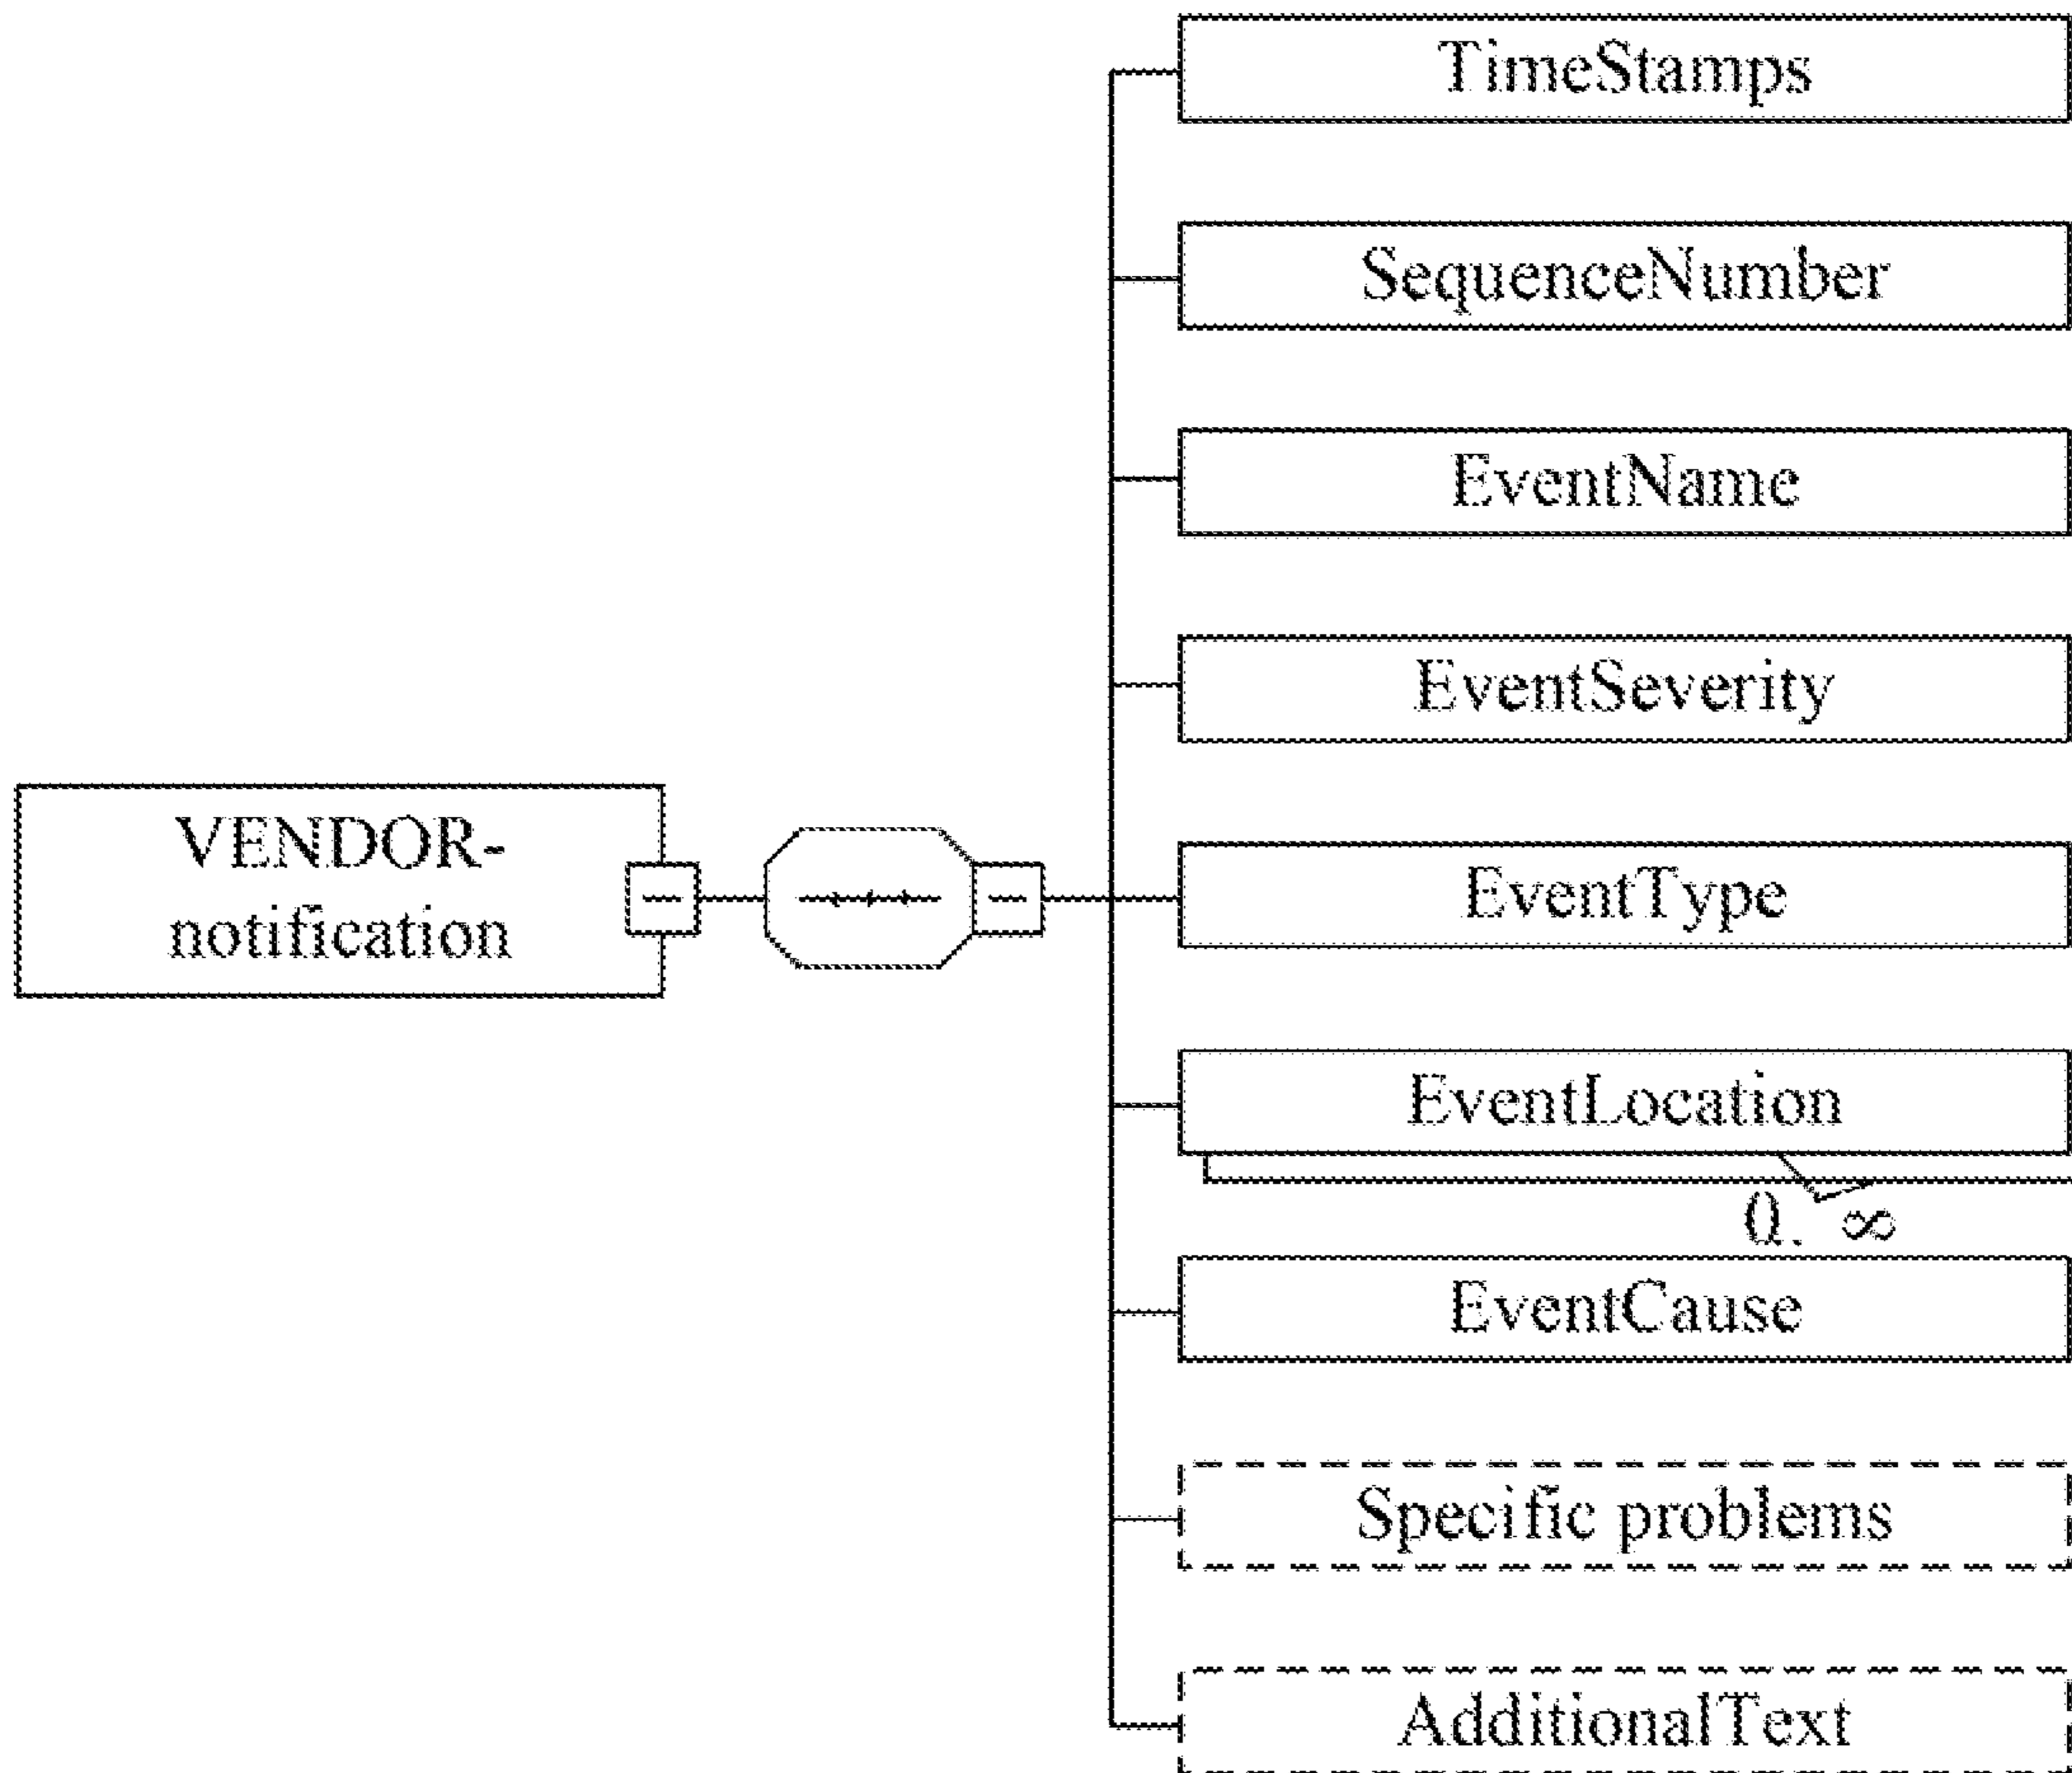 TimeStamps
SequenceNumber
EventName
EventSeverity
VENDOR-
notification
EventType
EventLocation
0. ∞
EventCause
Specific problems
AdditionalText